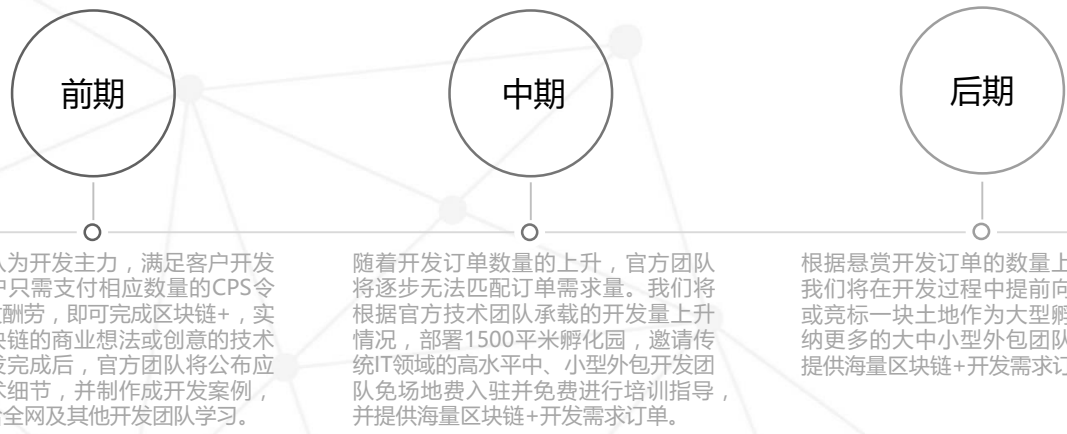 前期
中期
后期
为开发主力，满足客户开发
户只需支付相应数量的CPS令
酬劳，即可完成区块链+，实
块链的商业想法或创意的技术
发完成后，官方团队将公布应
术细节，并制作成开发案例，
全网及其他开发团队学习。
随着开发订单数量的上升，官方团队
将逐步无法匹配订单需求量。我们将
根据官方技术团队承载的开发量上升
情况，部署1500平米孵化园，邀请传
统IT领域的高水平中、小型外包开发团
队免场地费入驻并免费进行培训指导，
并提供海量区块链+开发需求订单。
根据悬赏开发订单的数量上
我们将在开发过程中提前向
或竞标一块土地作为大型孵
纳更多的大中小型外包团队
提供海量区块链+开发需求订